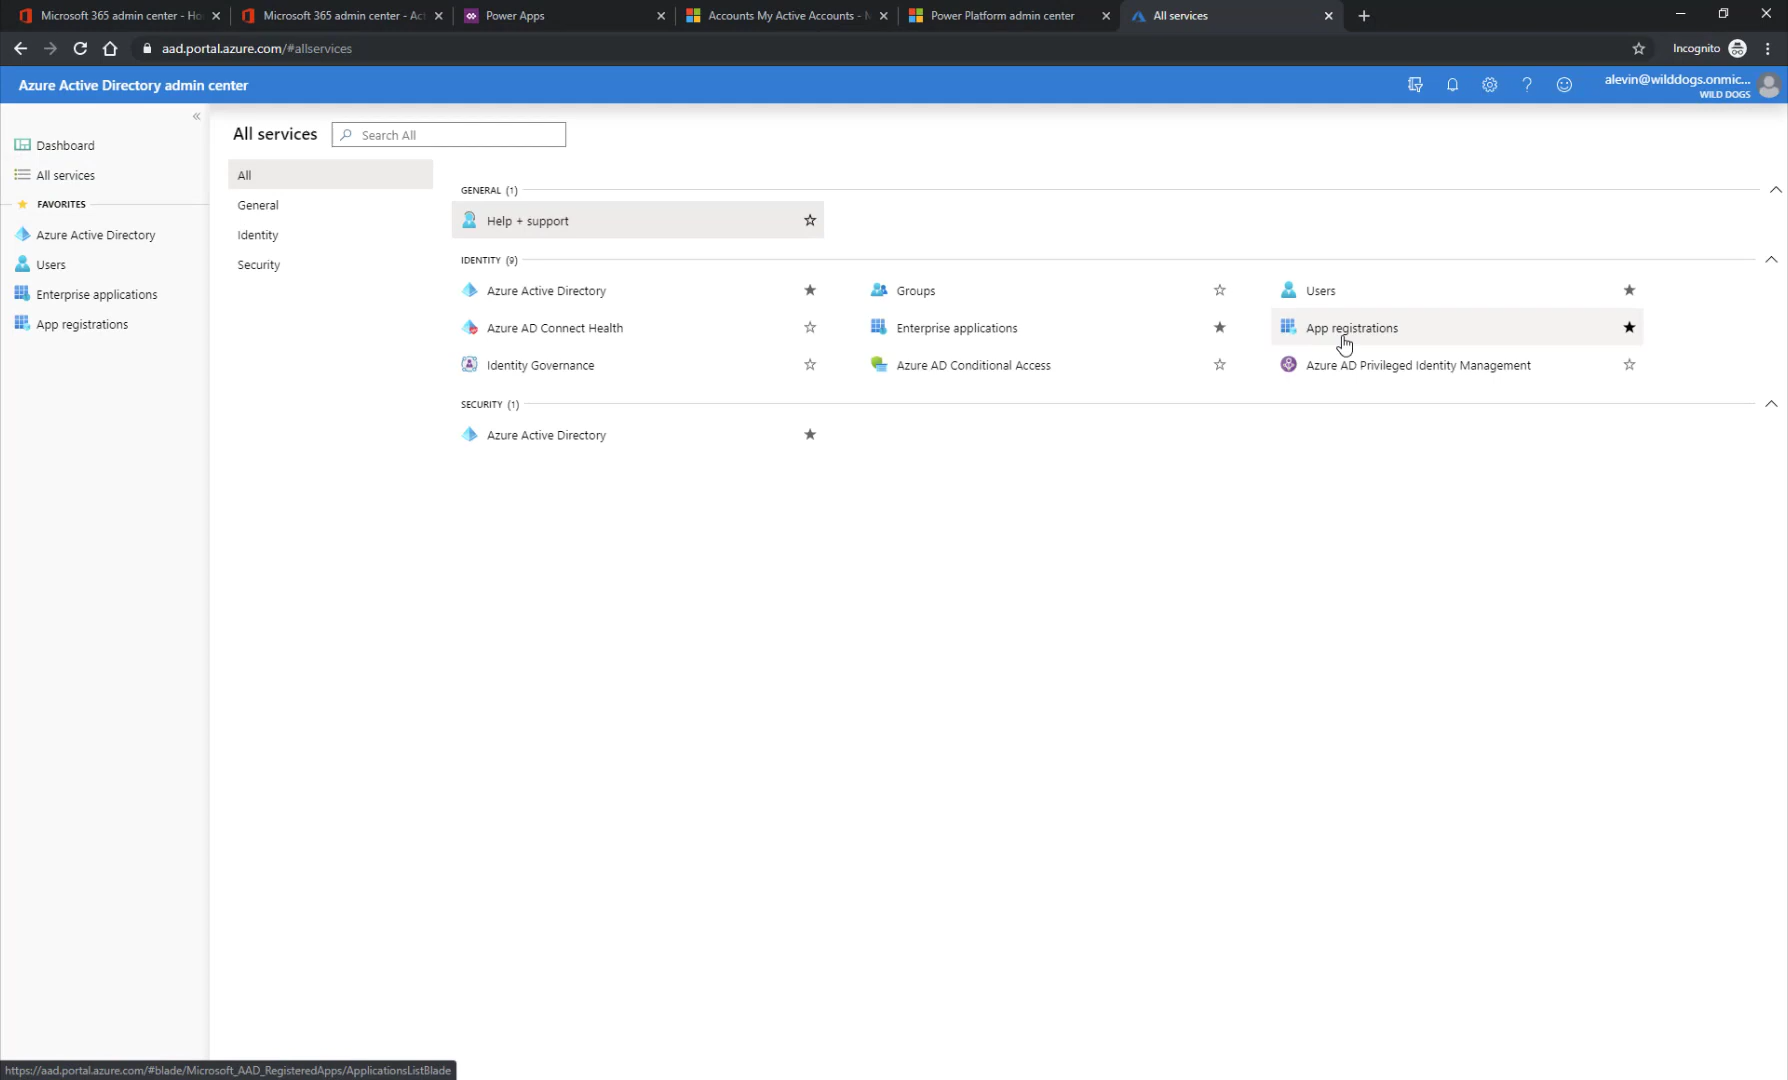 Microsoft 365 admin center - Ho
Microsoft 365 admin center - Act
Power Apps
Accounts My Active Accounts - M
Power Platform admin center
All services
aad.portal.azure.com/#allservices
Incognito
Azure Active Directory admin center
alevin@wilddogs.onmic...
WILD DOGS
Dashboard
All services
FAVORITES
Azure Active Directory
Users
Enterprise applications
App registrations
All services
Search All
All
General
Identity
Security
GENERAL (1)
Help + support
IDENTITY (9)
Azure Active Directory
Groups
Users
Azure AD Connect Health
Enterprise applications
App registrations
Identity Governance
Azure AD Conditional Access
Azure AD Privileged Identity Management
SECURITY (1)
Azure Active Directory
https://aad.portal.azure.com/#blade/Microsoft_AAD_RegisteredApps/ApplicationsListBlade